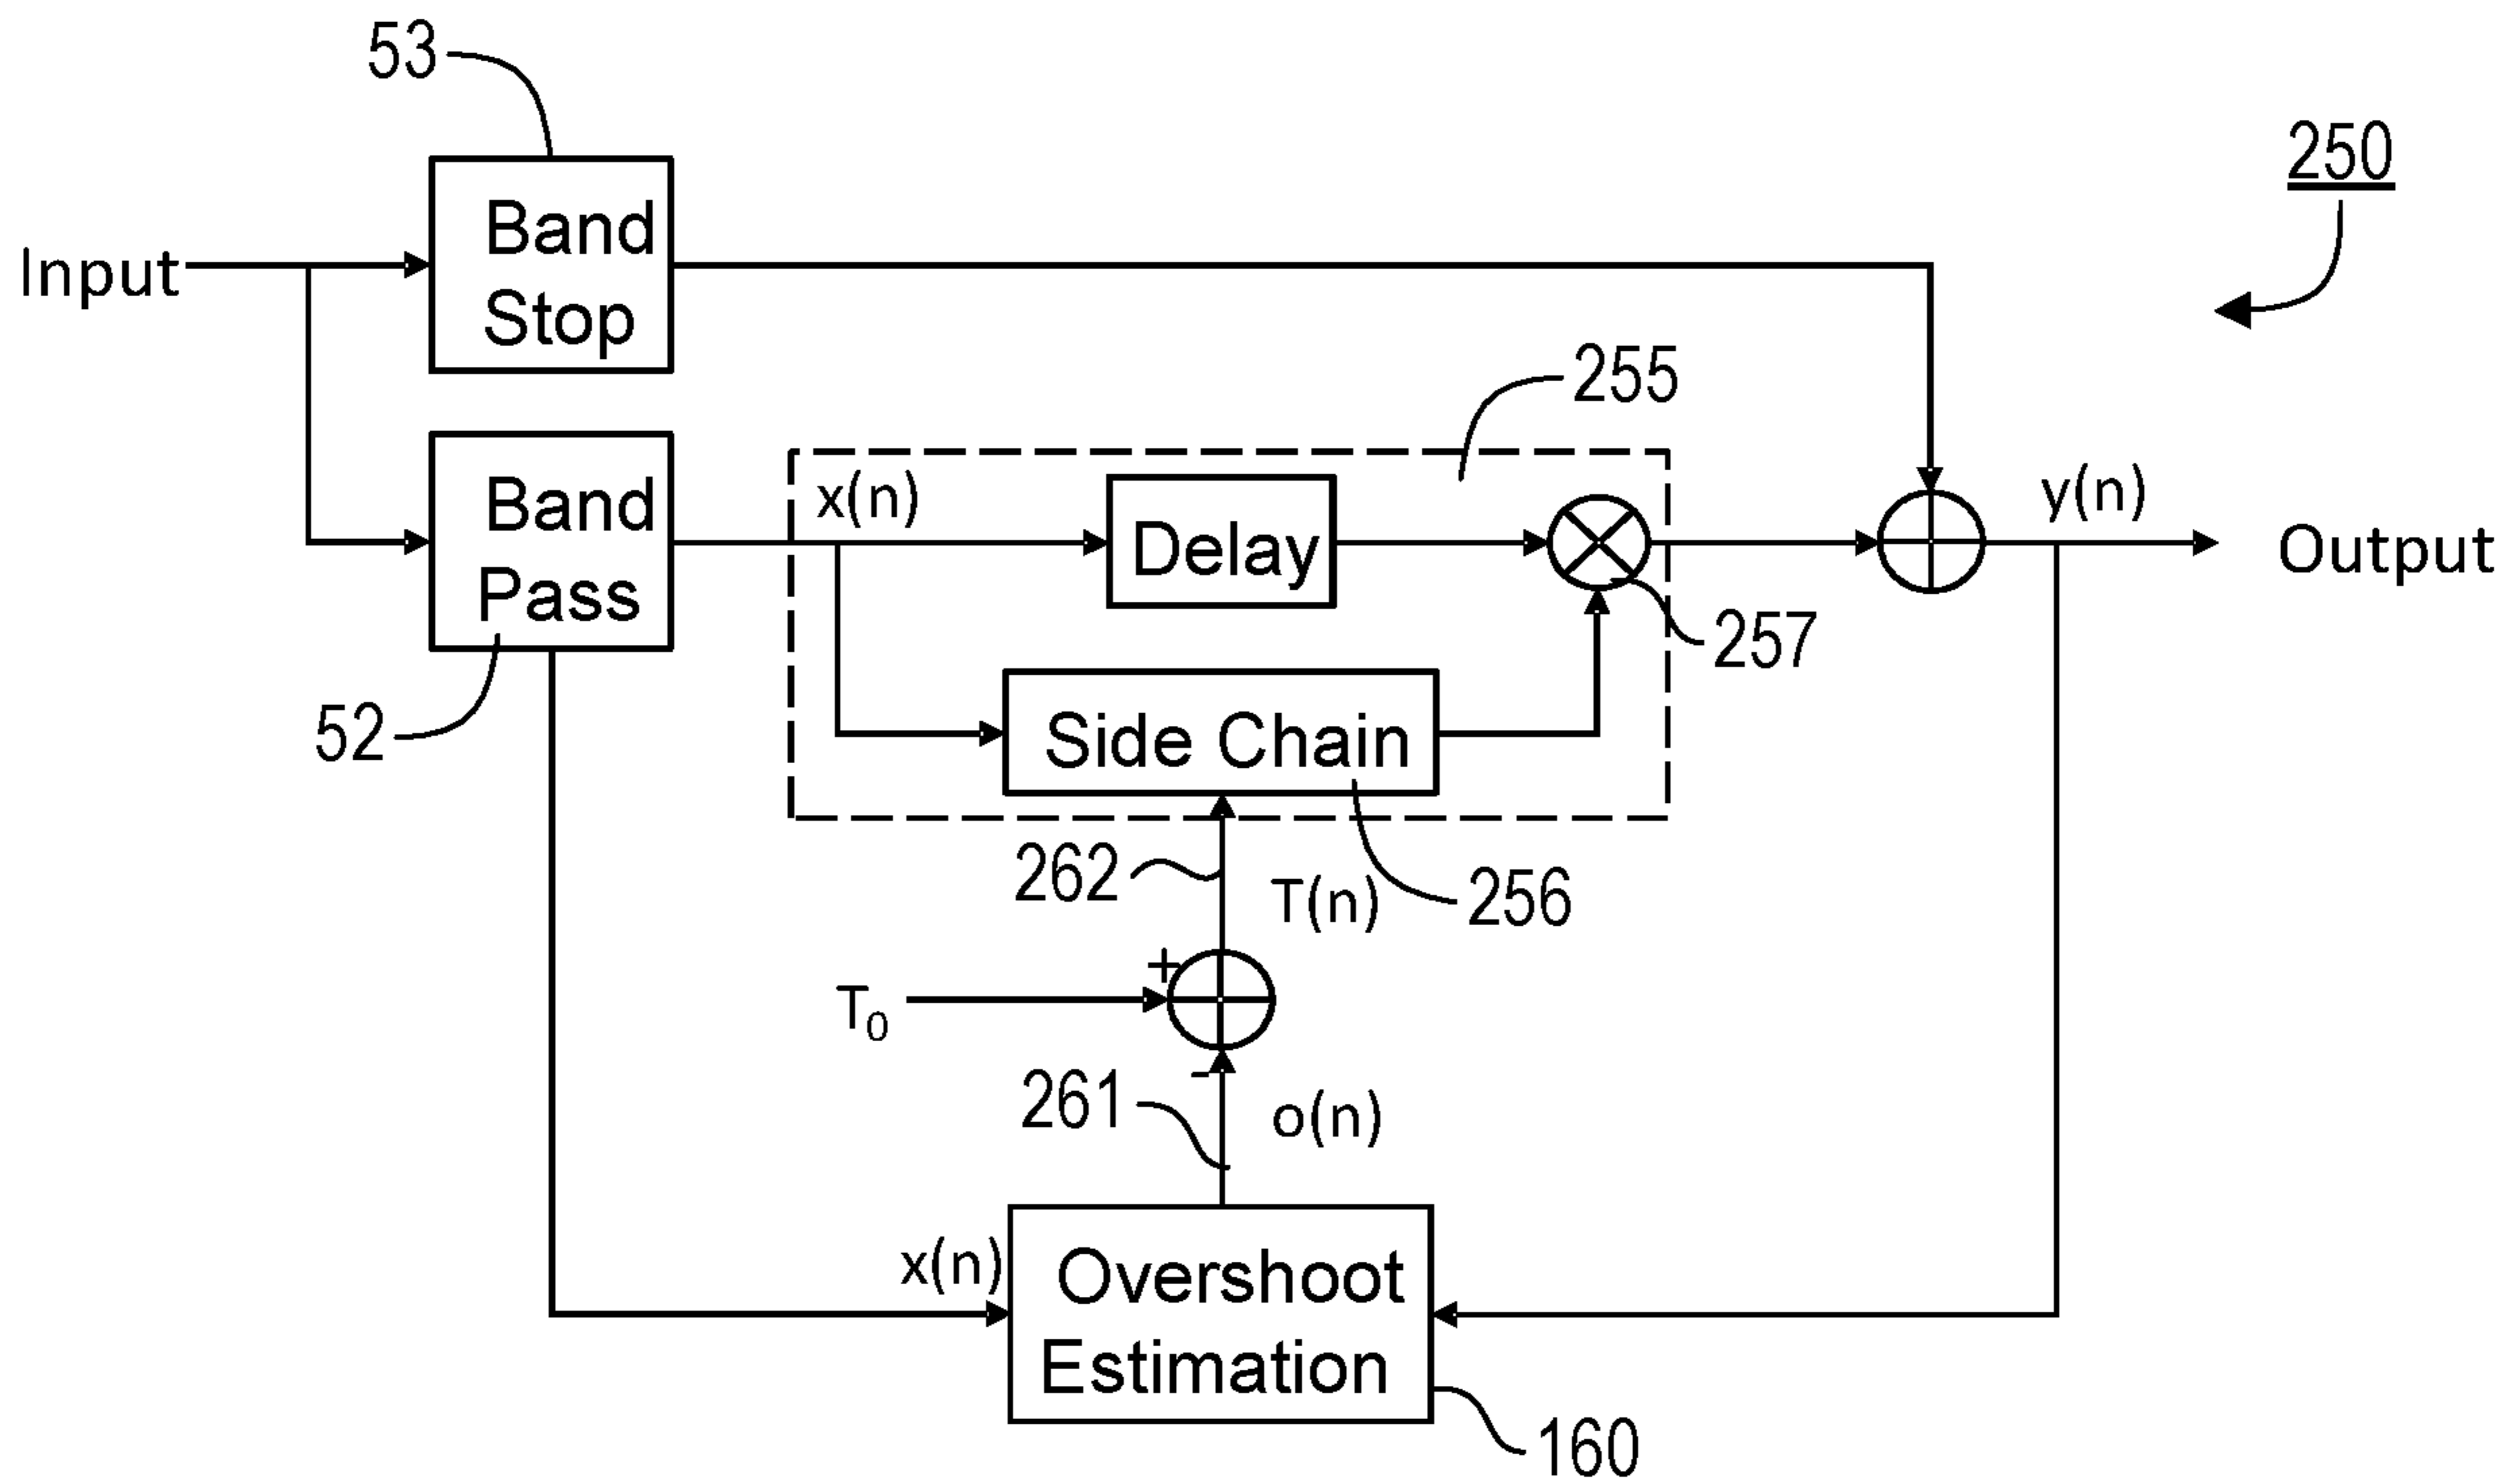 53
250
Band
Stop
Input
255
x(n)
Band
Pass
Delay
y(n)
Output
257
52
Side Chain
262
T(n)
256
+
T0
-
261
o(n)
x(n)
Overshoot
Estimation
160